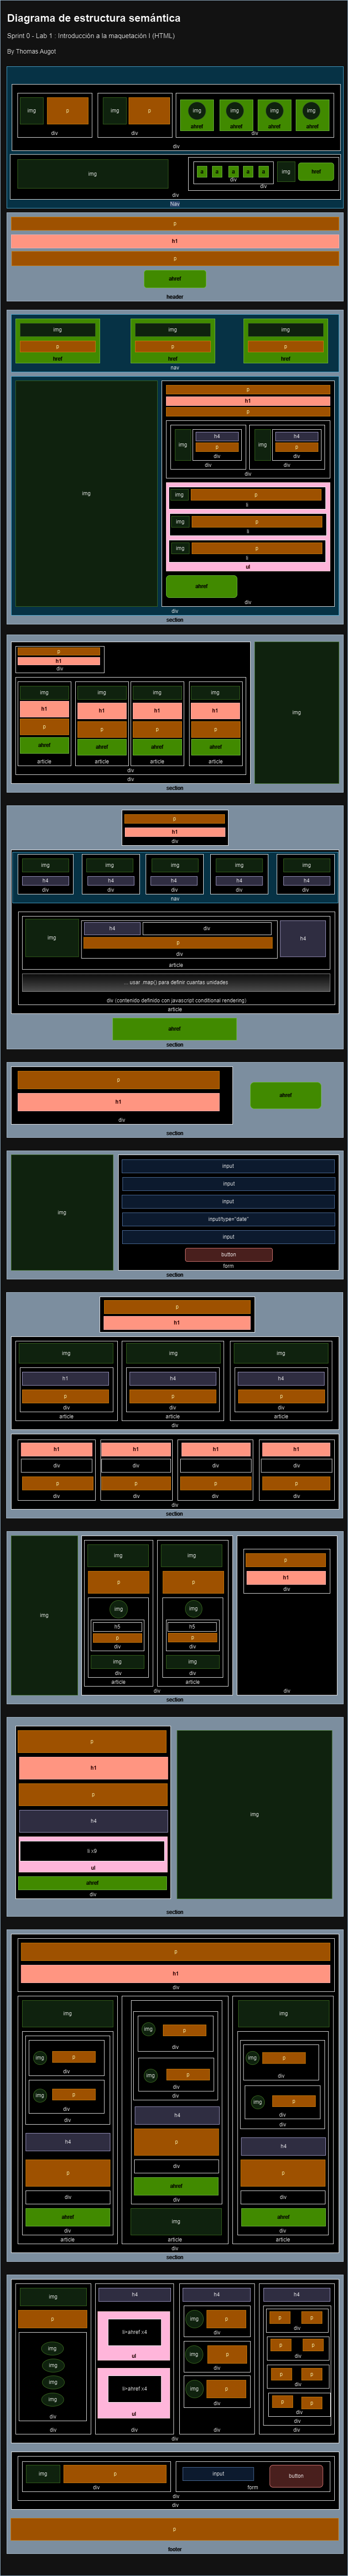 Diagrama de estructura semántica
Sprint 0 - Lab 1 : Introducción a la maquetación I (HTML)
By Thomas Augot
img p img p img img img img
ahref ahref ahref ahref
div div div
div
img a a a a a img href
div
div
div
Nav
p
h1
p
ahref
header
img img img
p p p
href href href
nav
img
p
h1
p
img h4 img h4
p p
div div
div div
div
img p
li
img p
li
img p
li
ul
ahref
div
div
section
p
h1
div
img img img img
h1 h1 h1 h1
p p p p
ahref ahref ahref ahref
article article article article
div
div
img
section
p
h1
div
img img img img img
h4 h4 h4 h4 h4
div div div div div
nav
img h4 div h4
p
div
article
... usar .map() para definir cuantas unidades
div (contenido definido con javascript conditional rendering)
article
ahref
section
p
h1
div
ahref
section
img
input
input
input
input/type="date"
input
button
form
section
p
h1
img img img
h1 h4 h4
p p p
div div div
article article article
div
h1 h1 h1 h1
div div div div
p p p p
div div div div
div
section
img
img img
p p
img img
h5 h5
p p
div div
img img
div div
article article
div
p
h1
div
div
section
p
h1
p
h4
li x9
ul
ahref
div
img
section
p
h1
div
img
img p
div
img p
div
div
h4
p
div
ahref
div
article
img p
div
img p
div
div
h4
p
div
ahref
div
img
article
img
img p
div
img p
div
div
h4
p
div
ahref
div
article
div
section
img
p
img
img
img
img
div
div
h4
li=ahref x4
ul
li=ahref x4
ul
div
h4
img p
div
img p
div
img p
div
div
h4
p p
div
p p
div
p p
div
p p
div
div
div
div
img p
div
input button
form
div
div
p
footer